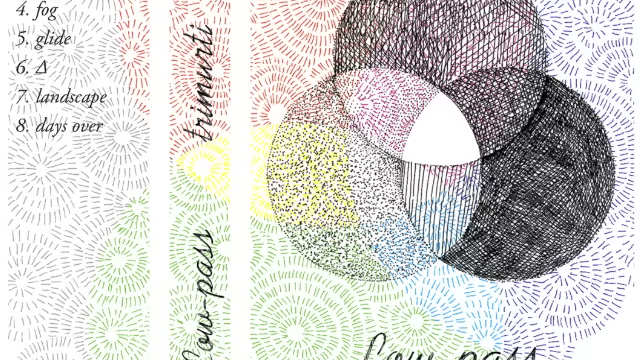 4. fog
5. glide
6. Δ
7. landscape
8. days over
trimurti
low-pass
low-pass